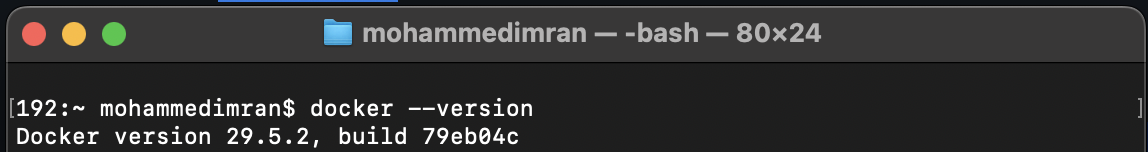 mohammedimran — -bash — 80×24
[192:~ mohammedimran$ docker --version ]
Docker version 29.5.2, build 79eb04c